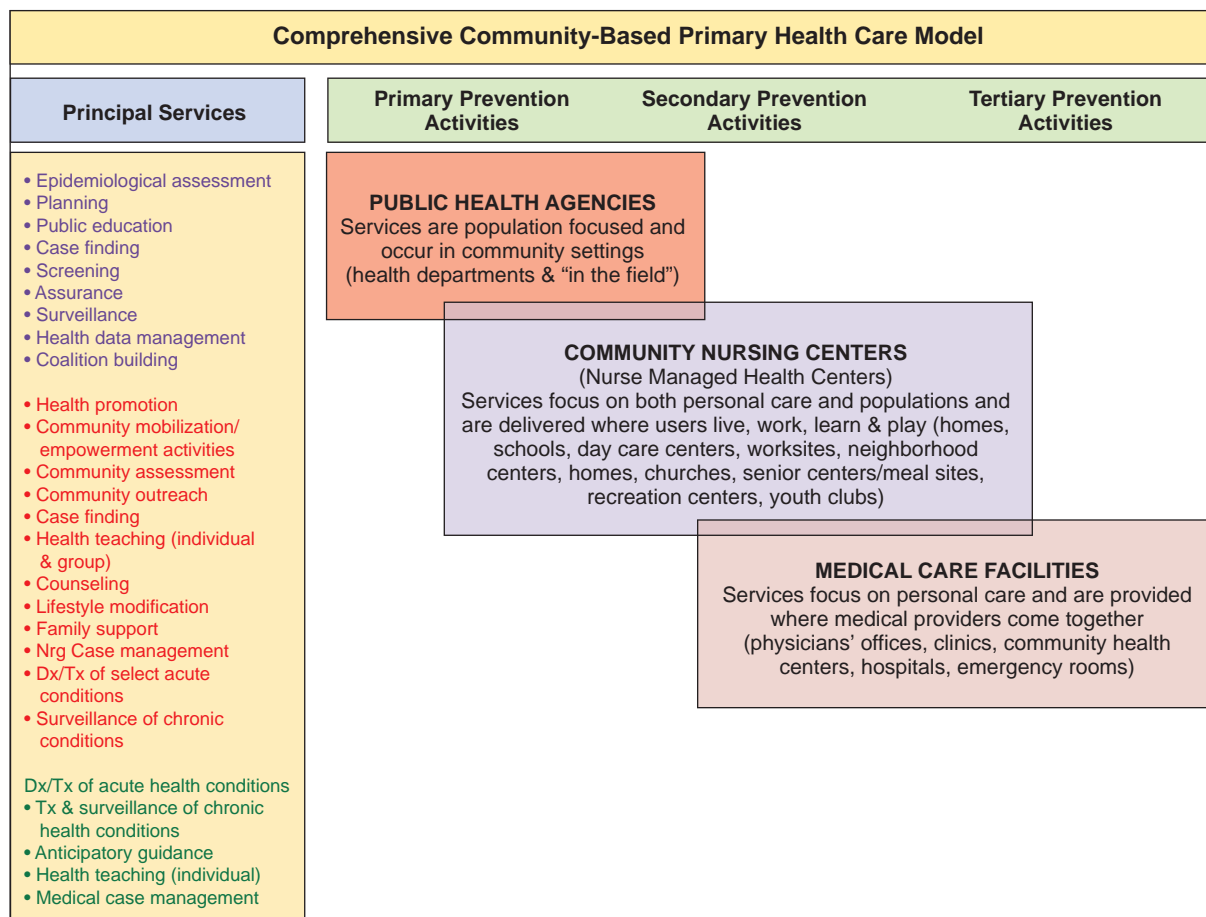 Comprehensive Community-Based Primary Health Care Model
Principal Services
Primary Prevention
Activities
Secondary Prevention
Activities
Tertiary Prevention
Activities
• Epidemiological assessment
• Planning
• Public education
• Case finding
• Screening
• Assurance
• Surveillance
• Health data management
• Coalition building
• Health promotion
• Community mobilization/
empowerment activities
• Community assessment
• Community outreach
• Case finding
• Health teaching (individual
& group)
• Counseling
• Lifestyle modification
• Family support
• Nrg Case management
• Dx/Tx of select acute
conditions
• Surveillance of chronic
conditions
Dx/Tx of acute health conditions
• Tx & surveillance of chronic
health conditions
• Anticipatory guidance
• Health teaching (individual)
• Medical case management
PUBLIC HEALTH AGENCIES
Services are population focused and
occur in community settings
(health departments & “in the field”)
COMMUNITY NURSING CENTERS
(Nurse Managed Health Centers)
Services focus on both personal care and populations and
are delivered where users live, work, learn & play (homes,
schools, day care centers, worksites, neighborhood
centers, homes, churches, senior centers/meal sites,
recreation centers, youth clubs)
MEDICAL CARE FACILITIES
Services focus on personal care and are provided
where medical providers come together
(physicians’ offices, clinics, community health
centers, hospitals, emergency rooms)